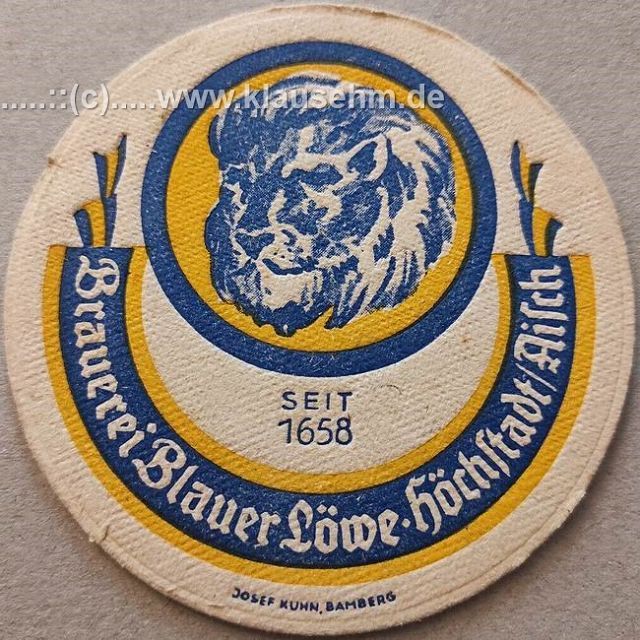 .....::(c).....www.klausehm.de
SEIT
1658
Brauerei Blauer Löwe · Höchstadt/Aisch
JOSEF KUHN, BAMBERG